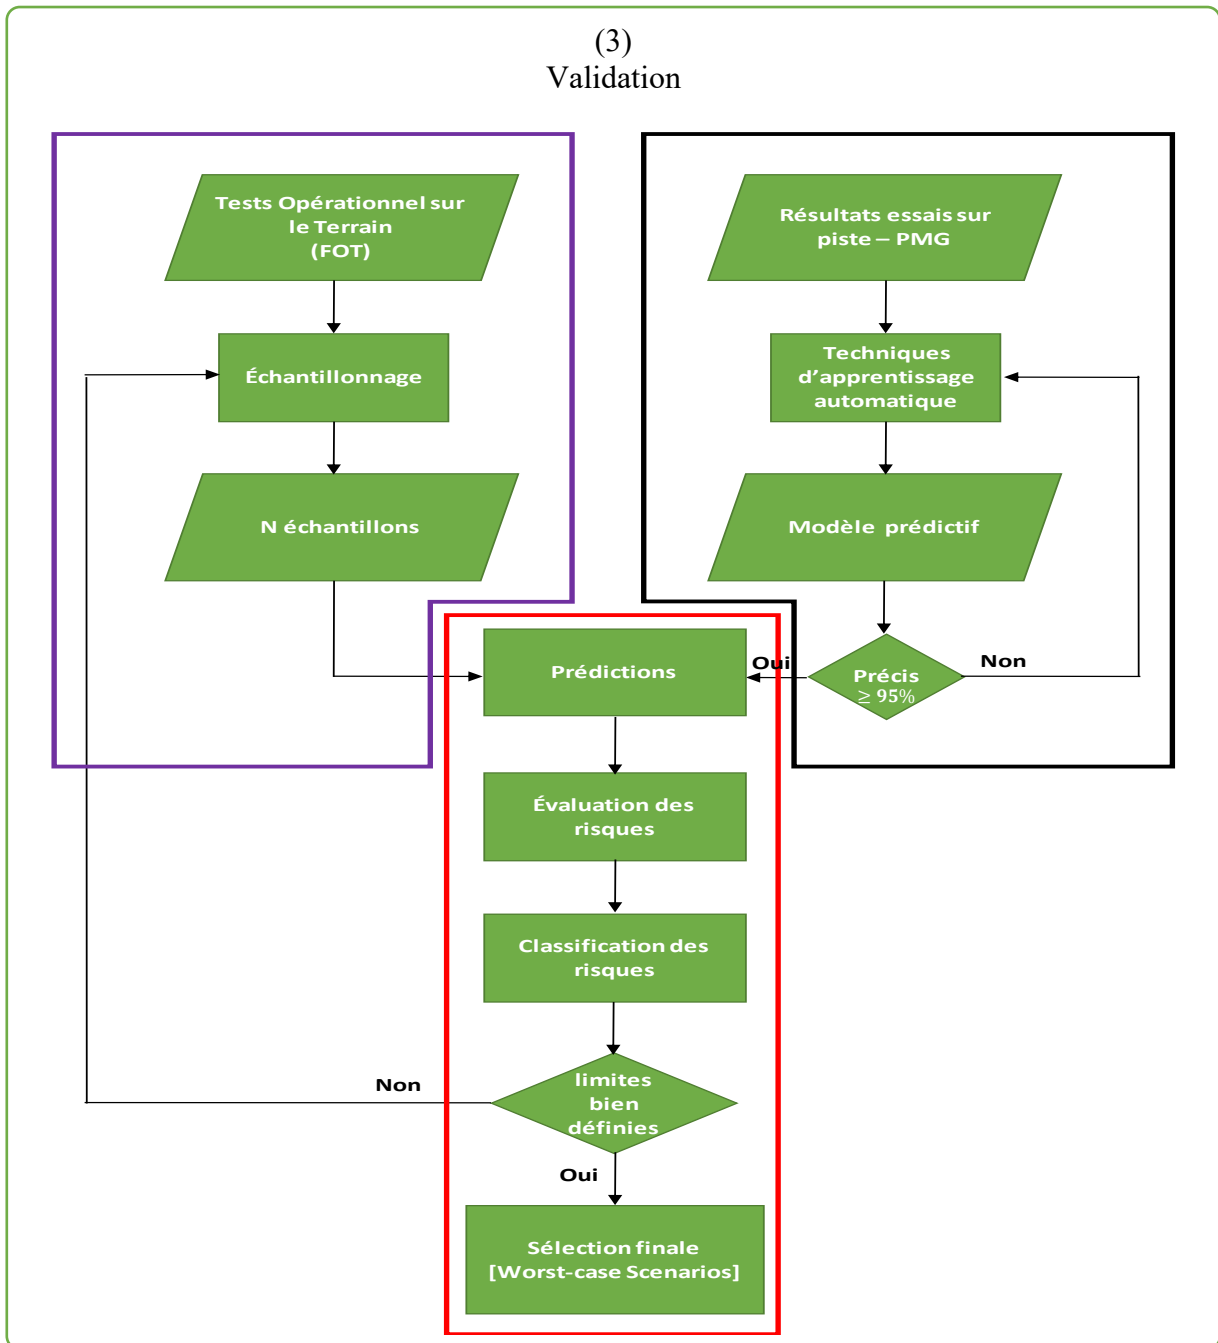 (3)
Validation
Tests Opérationnel sur
le Terrain
(FOT)
Échantillonnage
N échantillons
Résultats essais sur
piste – PMG
Techniques
d’apprentissage
automatique
Modèle prédictif
Précis
≥ 95%
Oui
Non
Prédictions
Évaluation des
risques
Classification des
risques
limites
bien
définies
Non
Oui
Sélection finale
[Worst-case Scenarios]